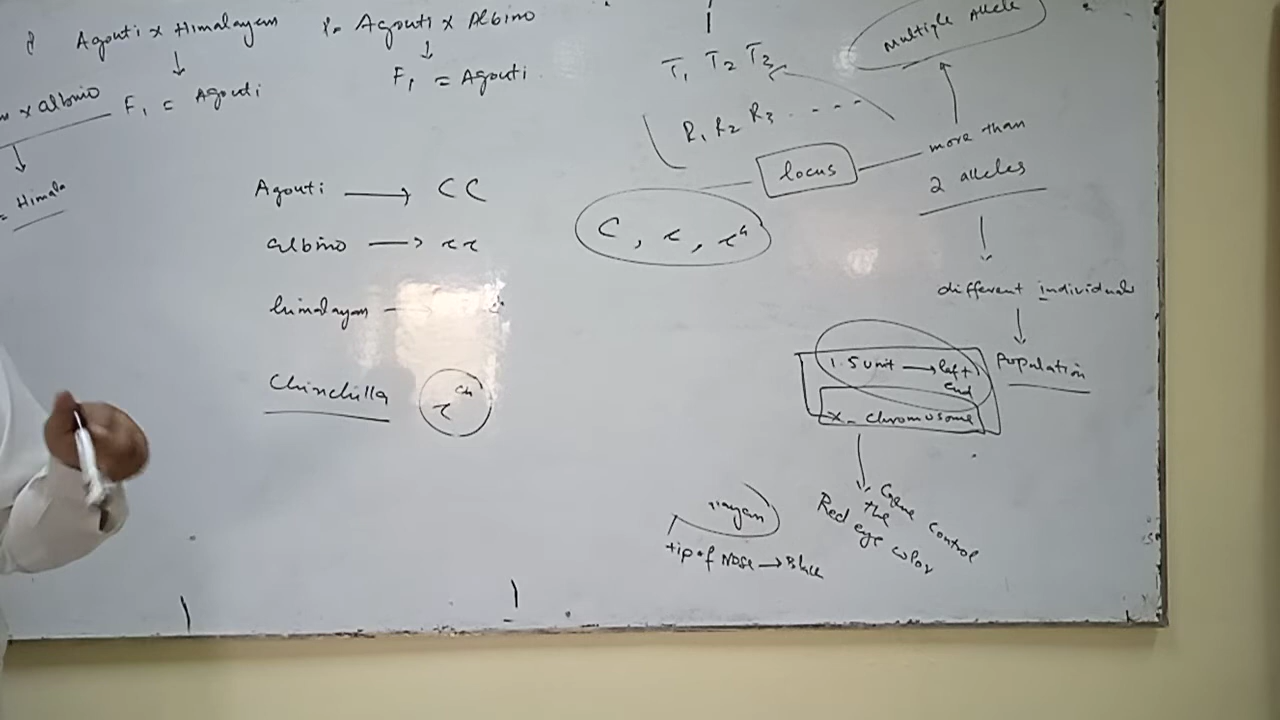 Agouti × Himalayam
↓
F₁ = Agouti
P. Agouti × Albino
↓
F₁ = Agouti
× albino
↓
= Himala
Agouti → CC
albino → cc
himalayam →
Chinchilla c^ch
T₁ T₂ T₃
R₁ R₂ R₃ - - - -
locus
C, c, c^h
Multiple Allele
more than
2 alleles
↓
different individuals
↓
Population
1.5 unit → left
end
X- chromosome
↓
Gene control
the
Red eye color
tip of Nose → Black